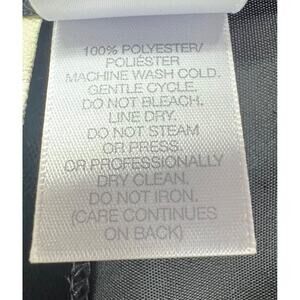 100% POLYESTER/
POLIÉSTER
MACHINE WASH COLD.
GENTLE CYCLE.
DO NOT BLEACH.
LINE DRY.
DO NOT STEAM
OR PRESS.
OR PROFESSIONALLY
DRY CLEAN.
DO NOT IRON.
(CARE CONTINUES
ON BACK)